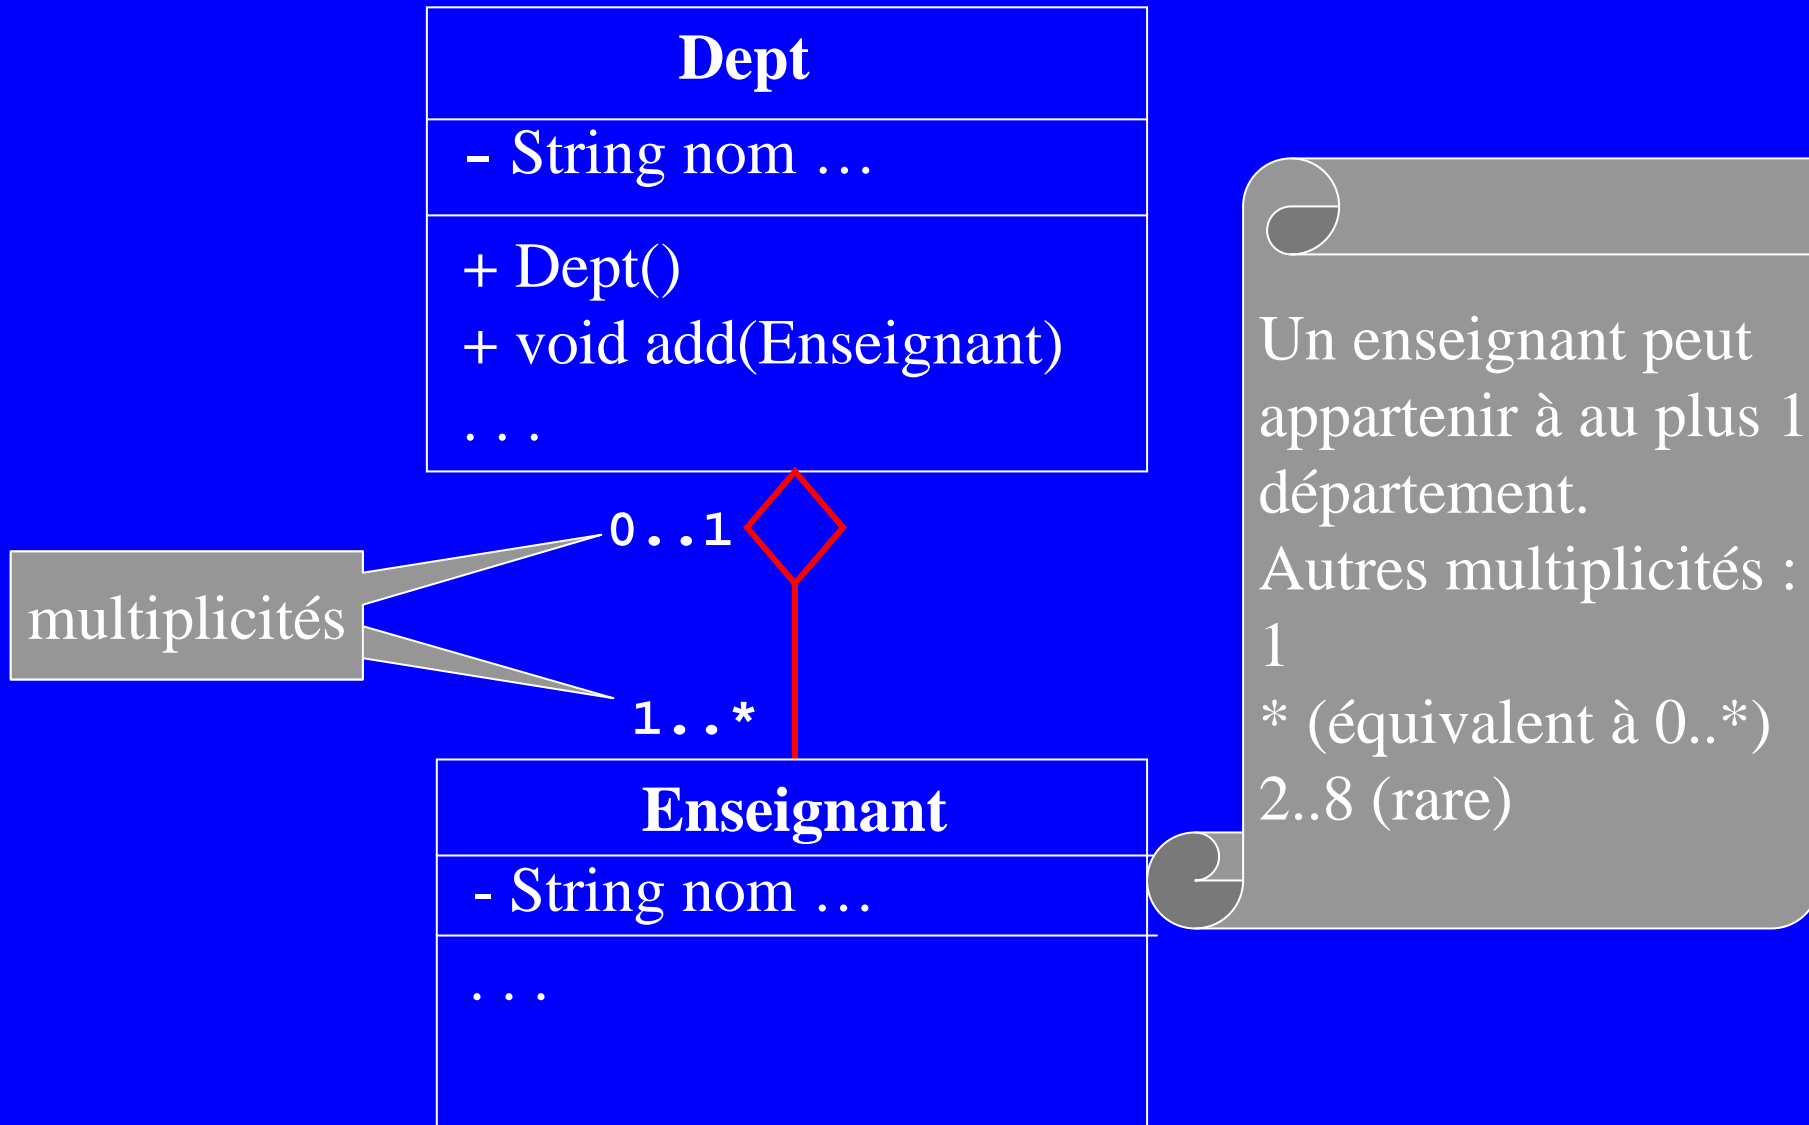 Dept
- String nom …
+ Dept()
+ void add(Enseignant)
. . .
0..1
multiplicités
1..*
Enseignant
- String nom …
. . .
Un enseignant peut
appartenir à au plus 1
département.
Autres multiplicités :
1
* (équivalent à 0..*)
2..8 (rare)